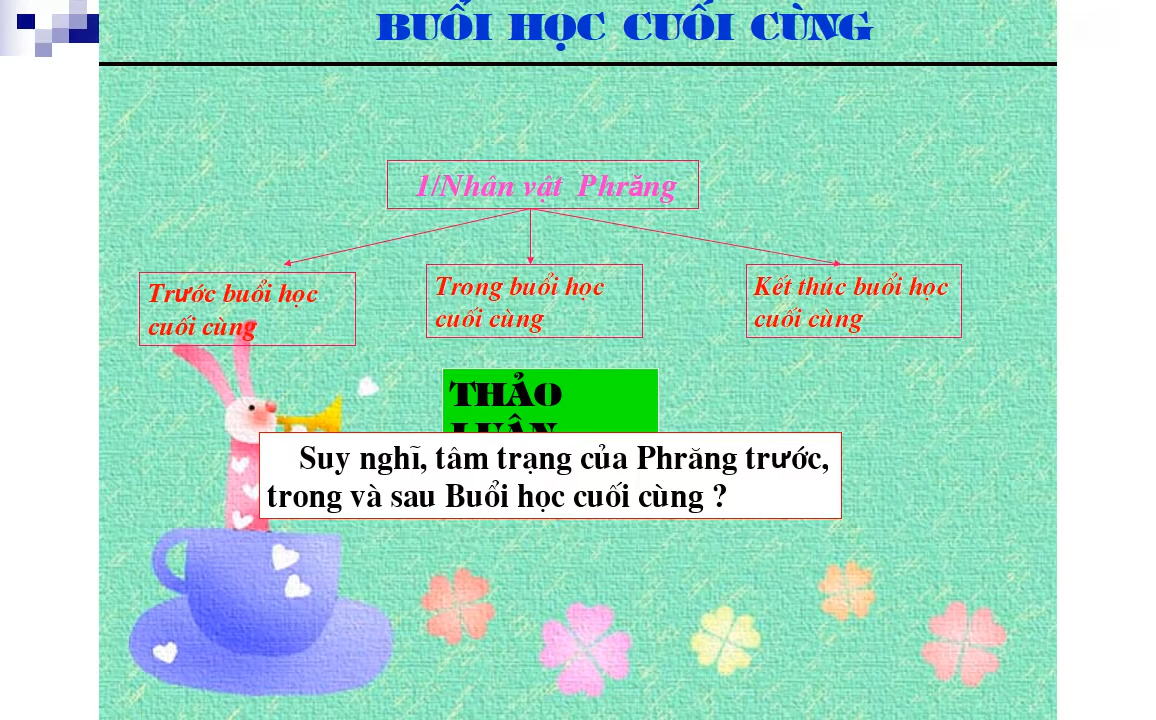 BUỔI HỌC CUỐI CÙNG
1/Nhân vật Phrăng
Trước buổi học
cuối cùng
Trong buổi học
cuối cùng
Kết thúc buổi học
cuối cùng
THẢO
LUẬN
Suy nghĩ, tâm trạng của Phrăng trước,
trong và sau Buổi học cuối cùng ?